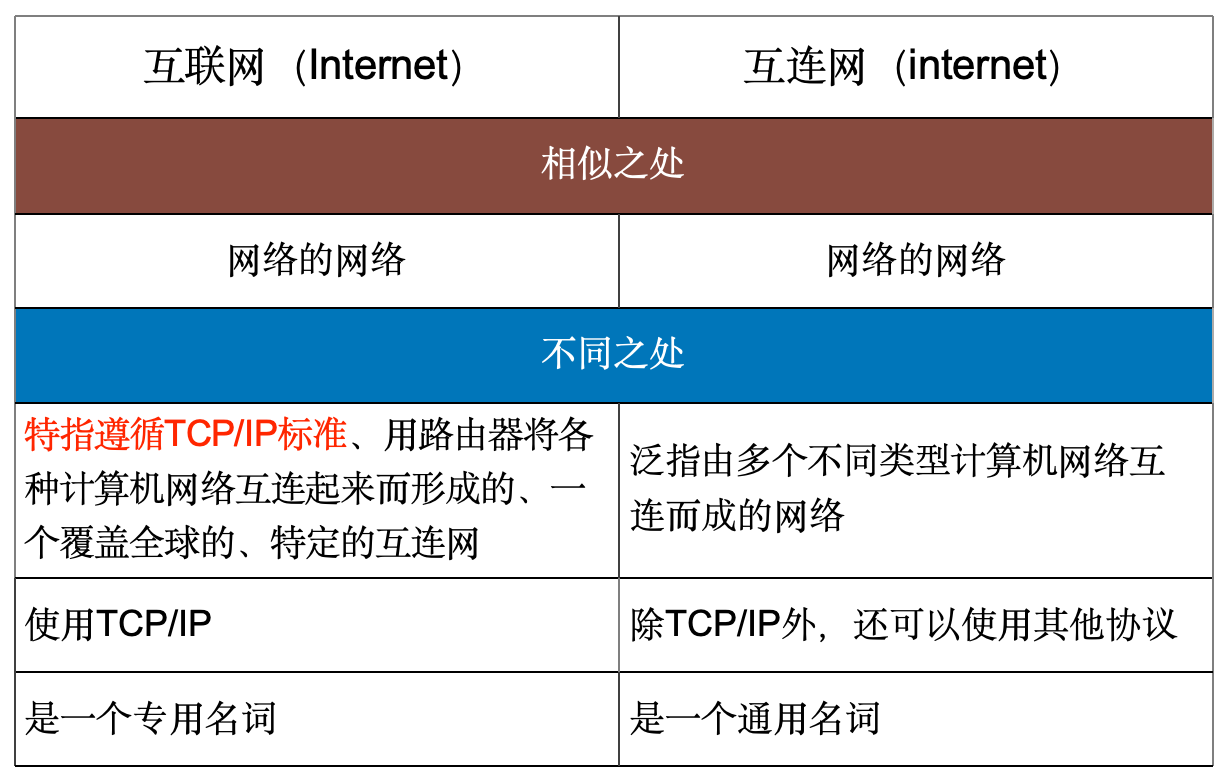 互联网（Internet）
互连网（internet）
相似之处
网络的网络
网络的网络
不同之处
特指遵循TCP/IP标准、用路由器将各
种计算机网络互连起来而形成的、一
个覆盖全球的、特定的互连网
泛指由多个不同类型计算机网络互
连而成的网络
使用TCP/IP
除TCP/IP外，还可以使用其他协议
是一个专用名词
是一个通用名词